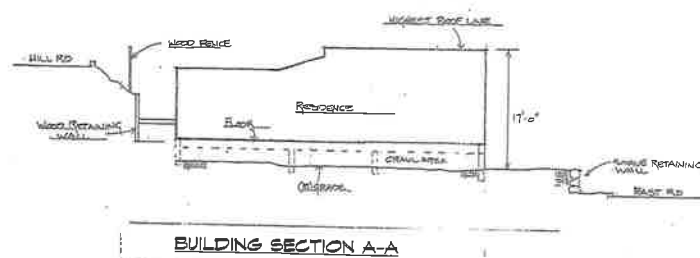 HIGHEST ROOF LINE
WOOD FENCE
HILL RD
RESIDENCE
17'-0"
FLOOR
WOOD RETAINING
WALL
CRAWL AREA
RETAINING
WALL
GRADE
EAST RD
BUILDING SECTION A-A